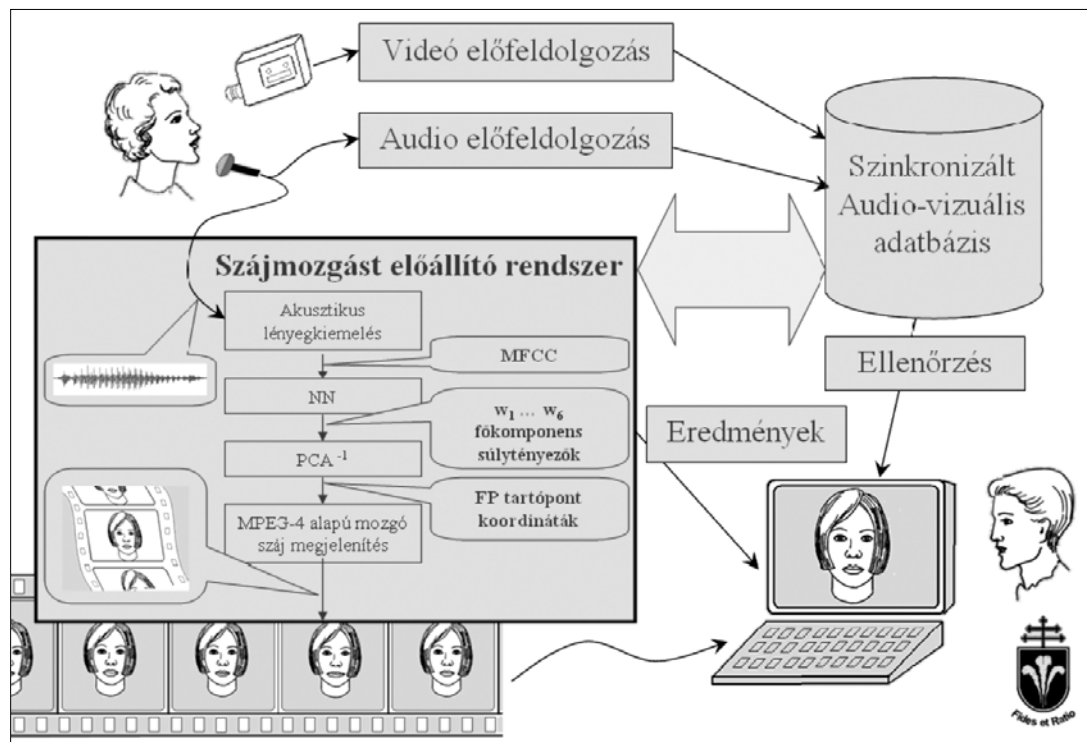 Videó előfeldolgozás
Audio előfeldolgozás
Szinkronizált
Audio-vizuális
adatbázis
Szájmozgást előállító rendszer
Akusztikus
lényegkiemelés
MFCC
NN
w1 ... w6
főkomponens
súlytényezők
PCA-1
FP tartópont
koordináták
MPEG-4 alapú mozgó
száj megjelenítés
Ellenőrzés
Eredmények
Fides et Ratio